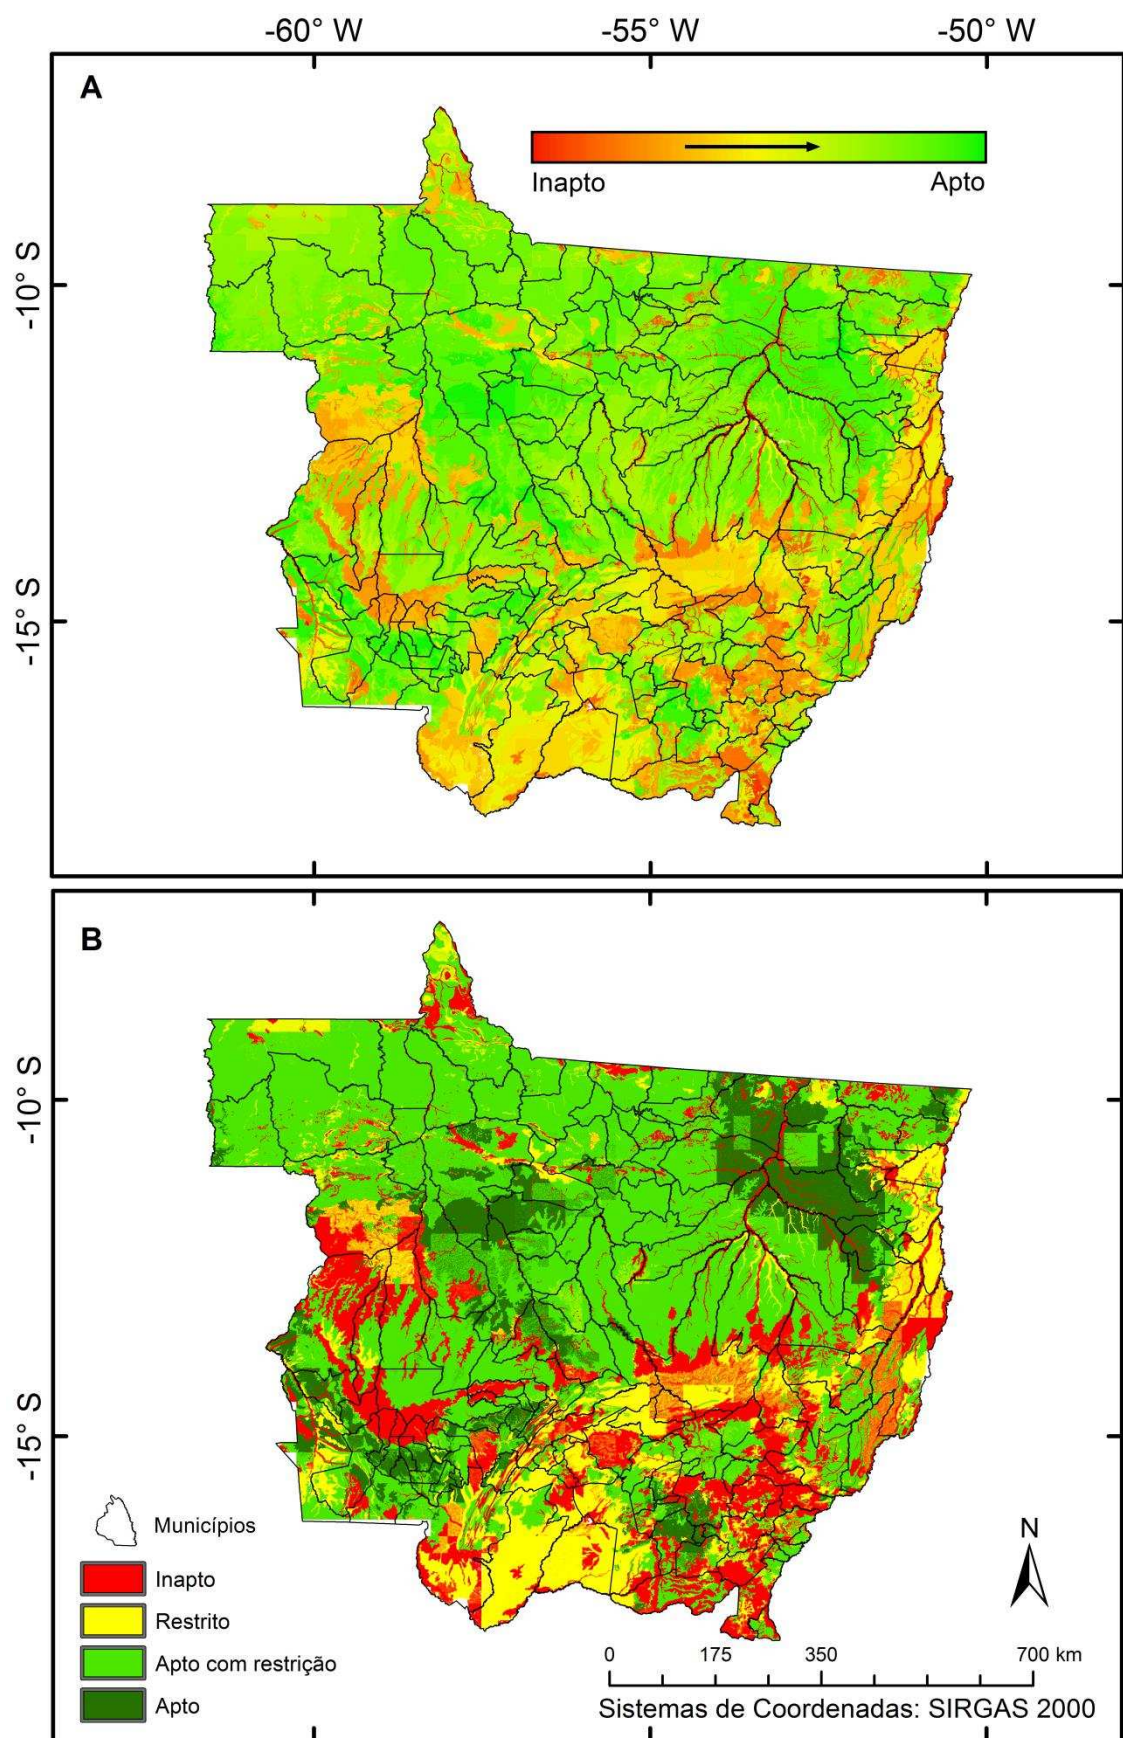 -60° W -55° W -50° W
A
Inapto Apto
-10° S
-15° S
B
-10° S
-15° S
Municípios
Inapto
Restrito
Apto com restrição
Apto
N
0 175 350 700 km
Sistemas de Coordenadas: SIRGAS 2000